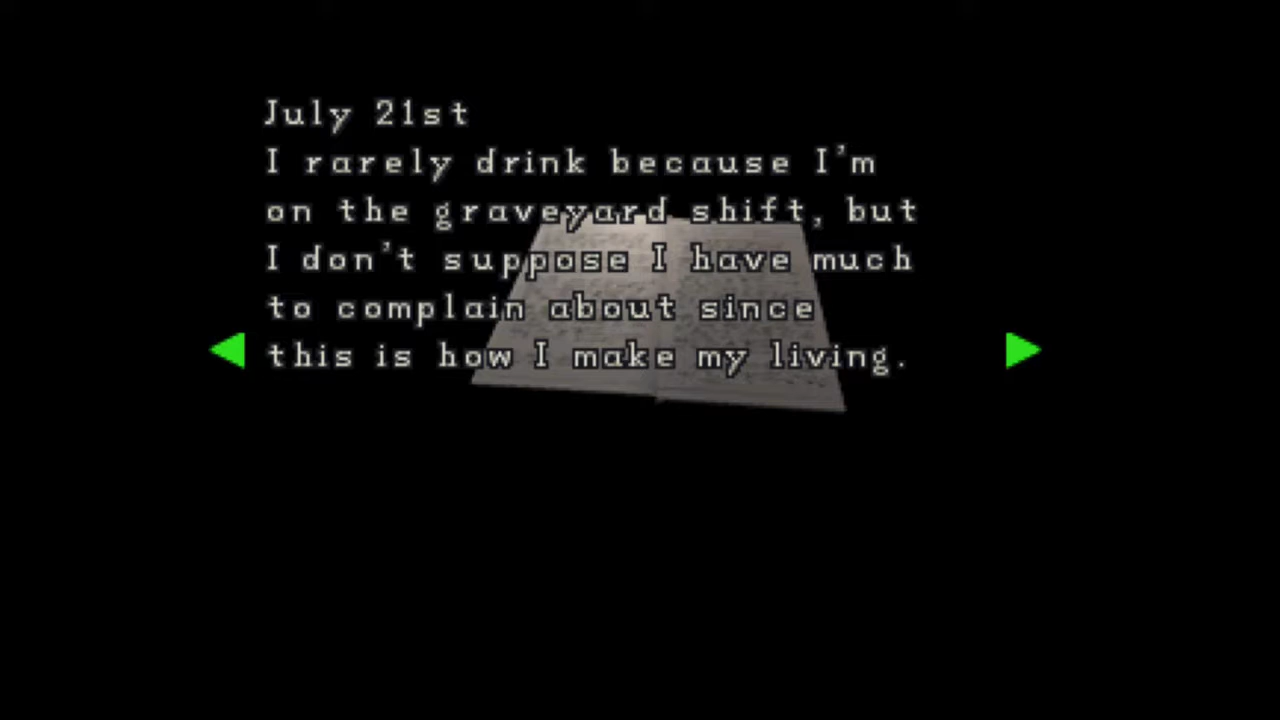 July 21st
I rarely drink because I'm
on the graveyard shift, but
I don't suppose I have much
to complain about since
this is how I make my living.